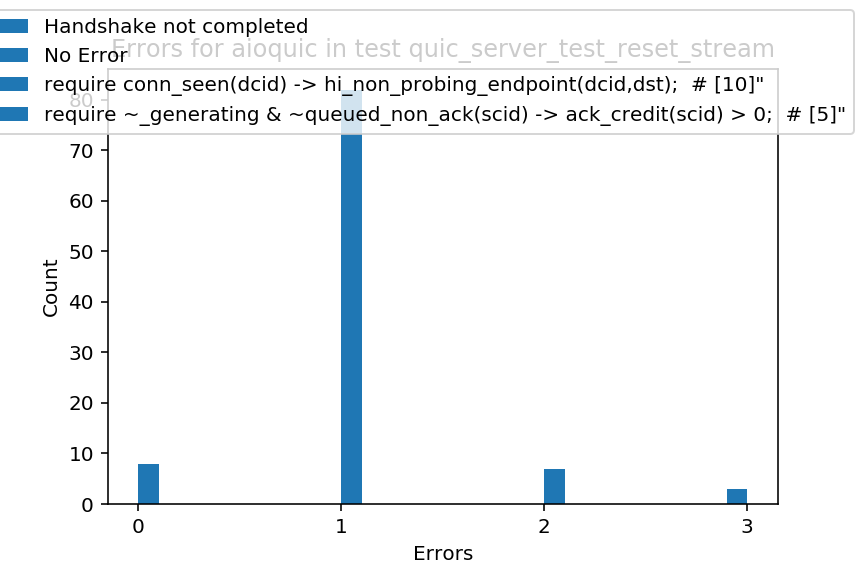 Handshake not completed
No Error
require conn_seen(dcid) -> hi_non_probing_endpoint(dcid,dst);  # [10]"
require ~_generating & ~queued_non_ack(scid) -> ack_credit(scid) > 0;  # [5]"
Errors for aioquic in test quic_server_test_reset_stream
80
70
60
50
40
30
20
10
0
Count
0 1 2 3
Errors